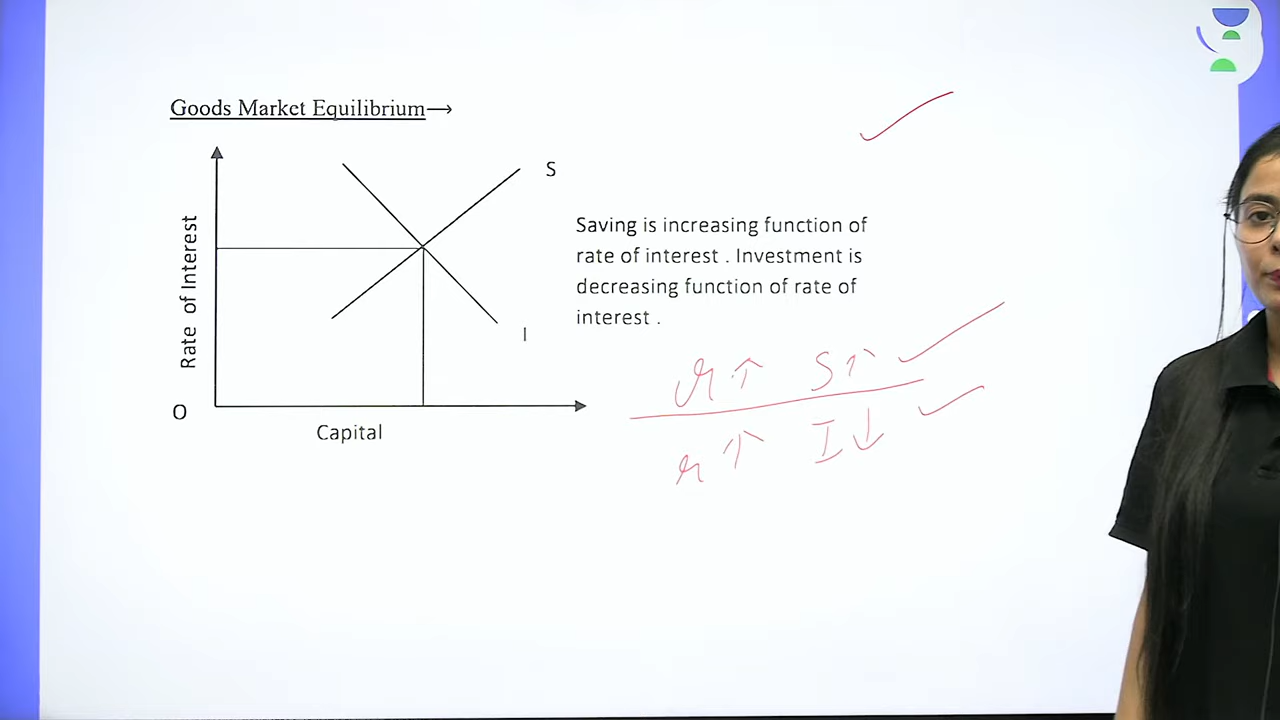 Goods Market Equilibrium→
S
Rate of Interest
I
O
Capital
Saving is increasing function of
rate of interest . Investment is
decreasing function of rate of
interest .
r↑ S↑ ✓
r↑ I↓ ✓